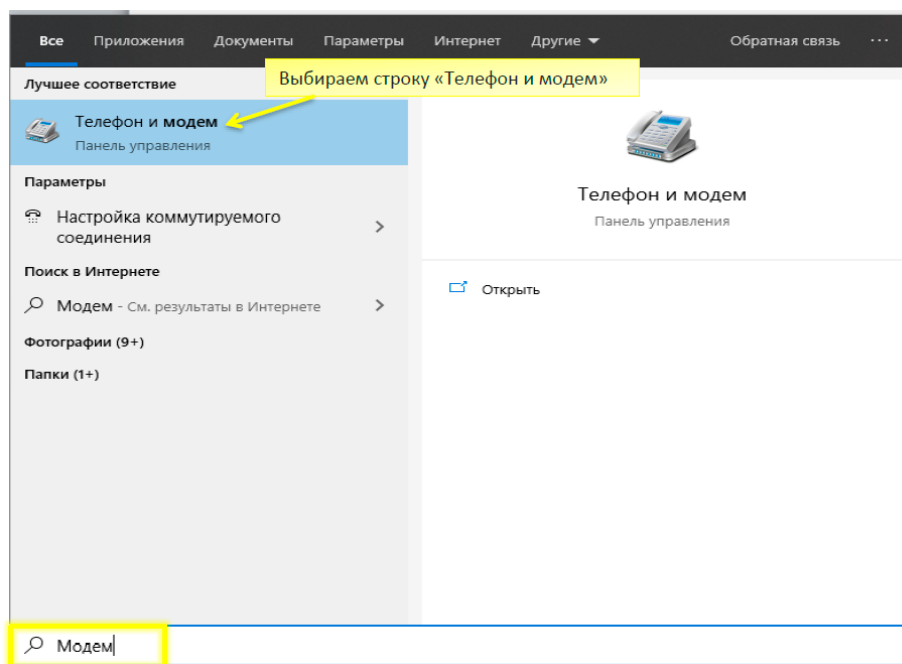 Все Приложения Документы Параметры Интернет Другие Обратная связь ...
Выбираем строку «Телефон и модем»
Лучшее соответствие
Телефон и модем
Панель управления
Параметры
Настройка коммутируемого
соединения
Поиск в Интернете
Модем - См. результаты в Интернете
Фотографии (9+)
Папки (1+)
Телефон и модем
Панель управления
Открыть
Модем